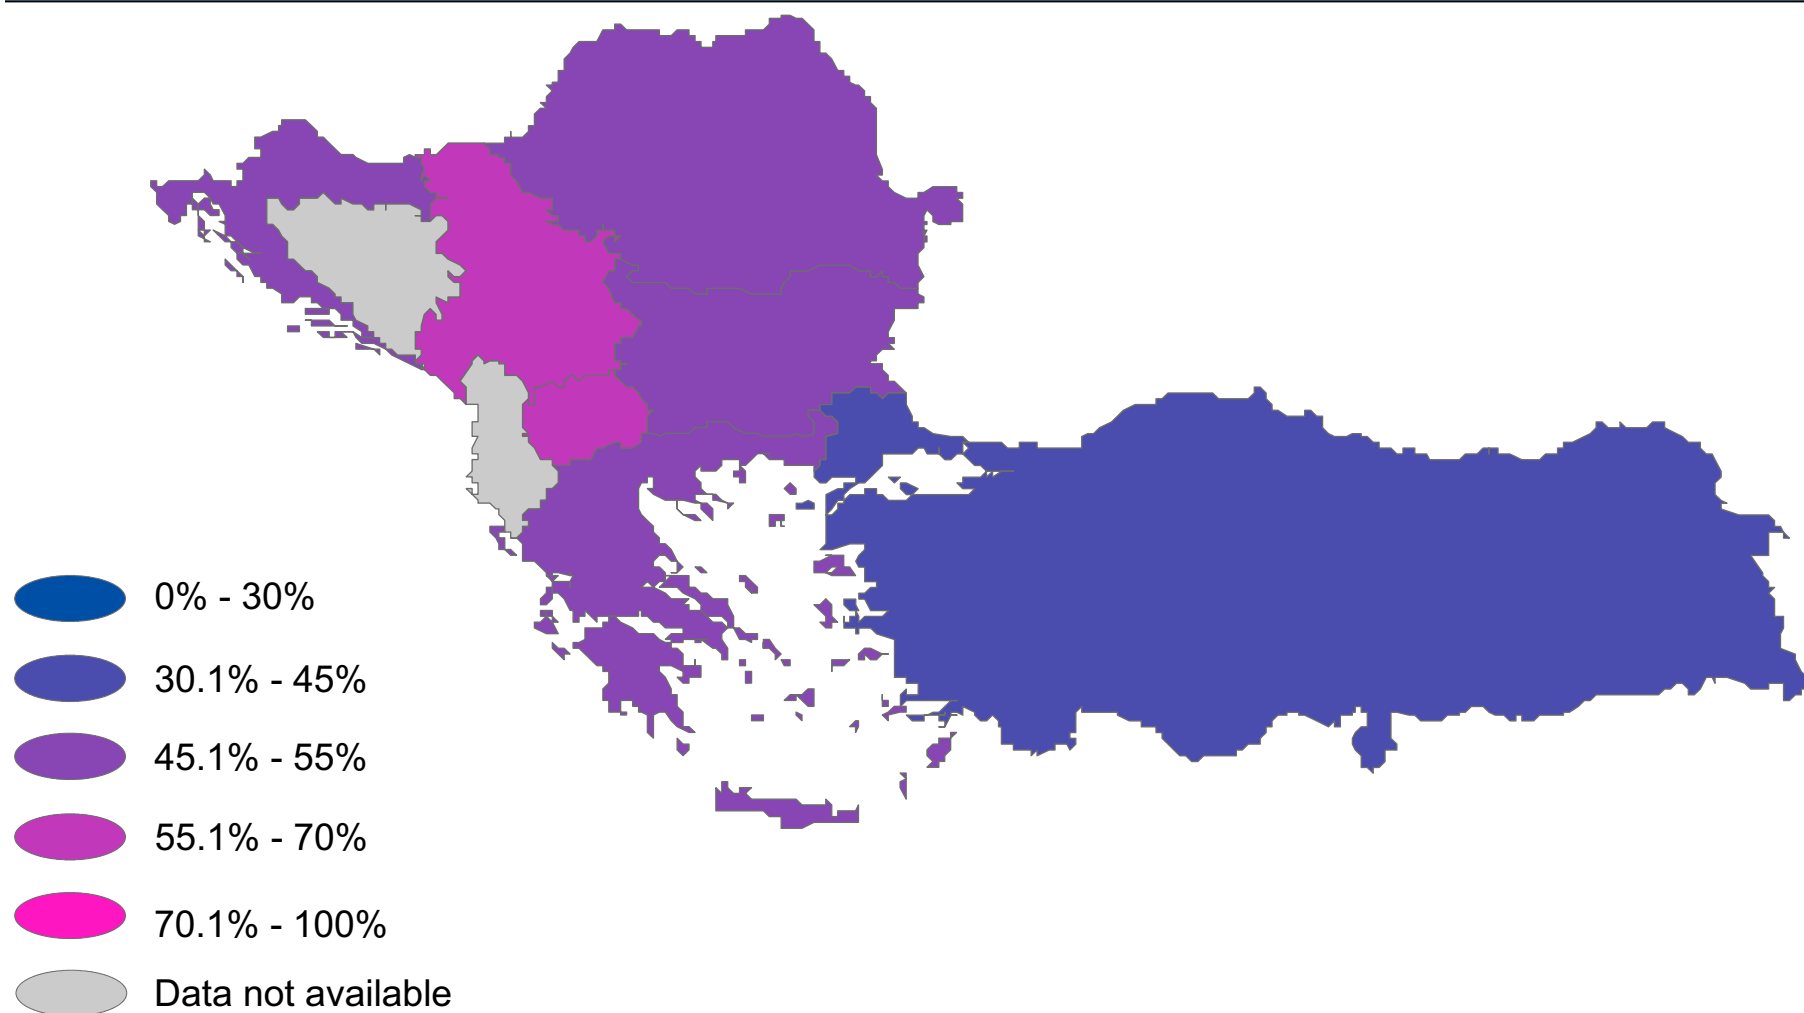 0% - 30%
30.1% - 45%
45.1% - 55%
55.1% - 70%
70.1% - 100%
Data not available